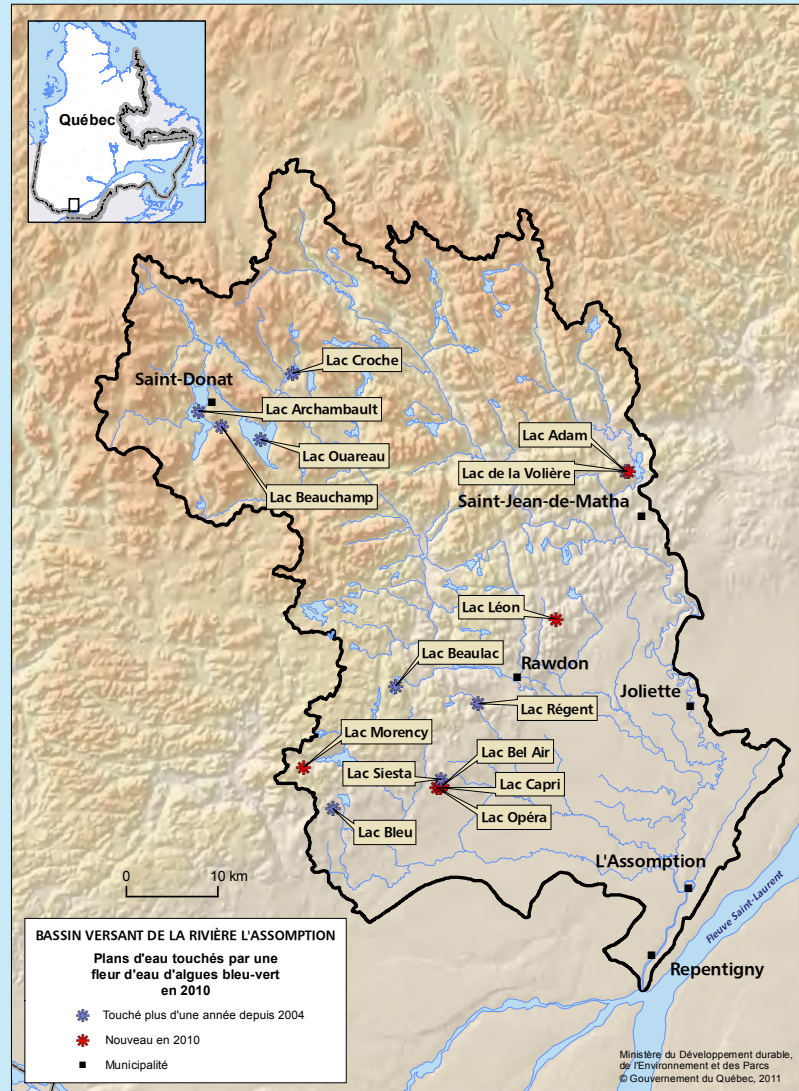 Québec
Lac Croche
Saint-Donat
Lac Archambault
Lac Adam
Lac Ouareau
Lac de la Volière
Lac Beauchamp
Saint-Jean-de-Matha
Lac Léon
Lac Beaulac
Rawdon
Joliette
Lac Régent
Lac Morency
Lac Bel Air
Lac Siesta
Lac Capri
Lac Opéra
Lac Bleu
L'Assomption
0 10 km
Fleuve Saint-Laurent
Repentigny
BASSIN VERSANT DE LA RIVIÈRE L'ASSOMPTION
Plans d'eau touchés par une
fleur d'eau d'algues bleu-vert
en 2010
Touché plus d'une année depuis 2004
Nouveau en 2010
Municipalité
Ministère du Développement durable,
de l'Environnement et des Parcs
© Gouvernement du Québec, 2011